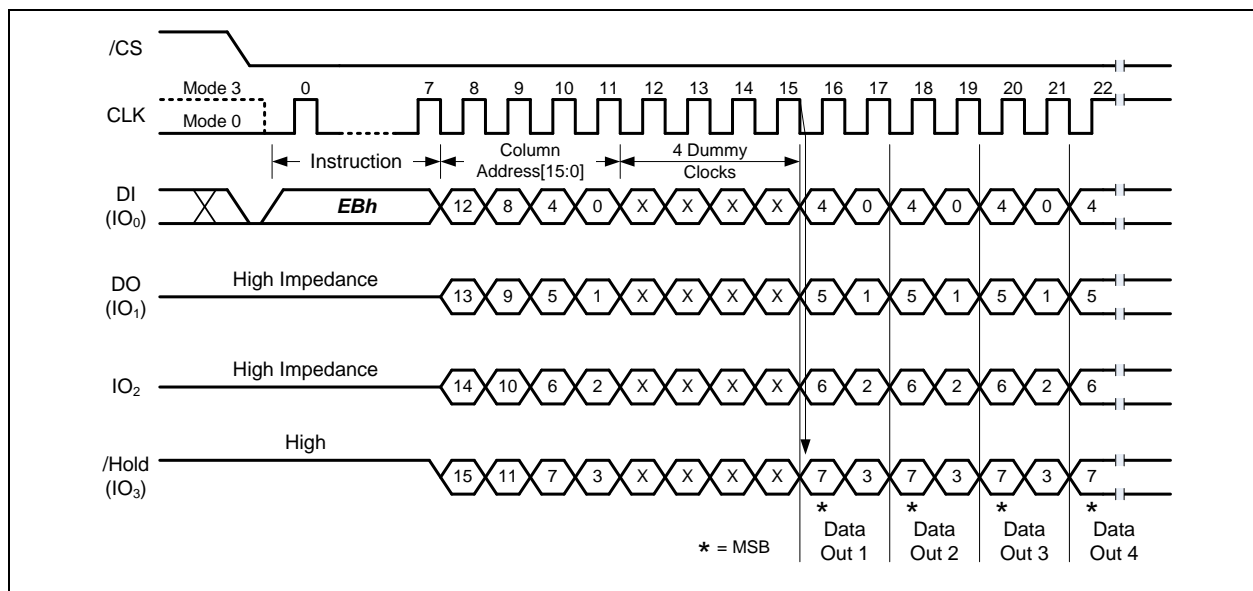 /CS
Mode 3 0 7 8 9 10 11 12 13 14 15 16 17 18 19 20 21 22
CLK
Mode 0
Instruction Column Address[15:0] 4 Dummy Clocks
DI (IO0) EBh 12 8 4 0 X X X X 4 0 4 0 4 0 4
DO (IO1) High Impedance 13 9 5 1 X X X X 5 1 5 1 5 1 5
IO2 High Impedance 14 10 6 2 X X X X 6 2 6 2 6 2 6
/Hold (IO3) High 15 11 7 3 X X X X 7 3 7 3 7 3 7
* * * *
* = MSB
Data Out 1 Data Out 2 Data Out 3 Data Out 4